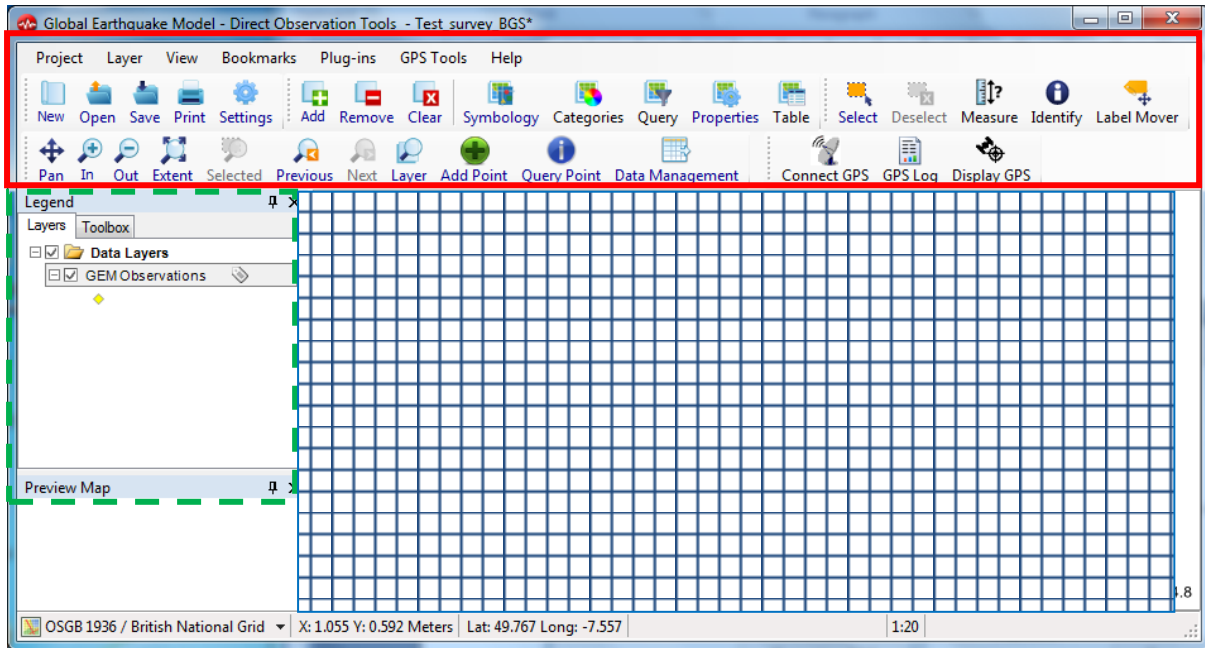 Global Earthquake Model - Direct Observation Tools - Test_survey_BGS*
Project Layer View Bookmarks Plug-ins GPS Tools Help
New Open Save Print Settings Add Remove Clear Symbology Categories Query Properties Table Select Deselect Measure Identify Label Mover
Pan In Out Extent Selected Previous Next Layer Add Point Query Point Data Management Connect GPS GPS Log Display GPS
Legend
Layers Toolbox
Data Layers
GEM Observations
Preview Map
.8
OSGB 1936 / British National Grid X: 1.055 Y: 0.592 Meters Lat: 49.767 Long: -7.557 1:20